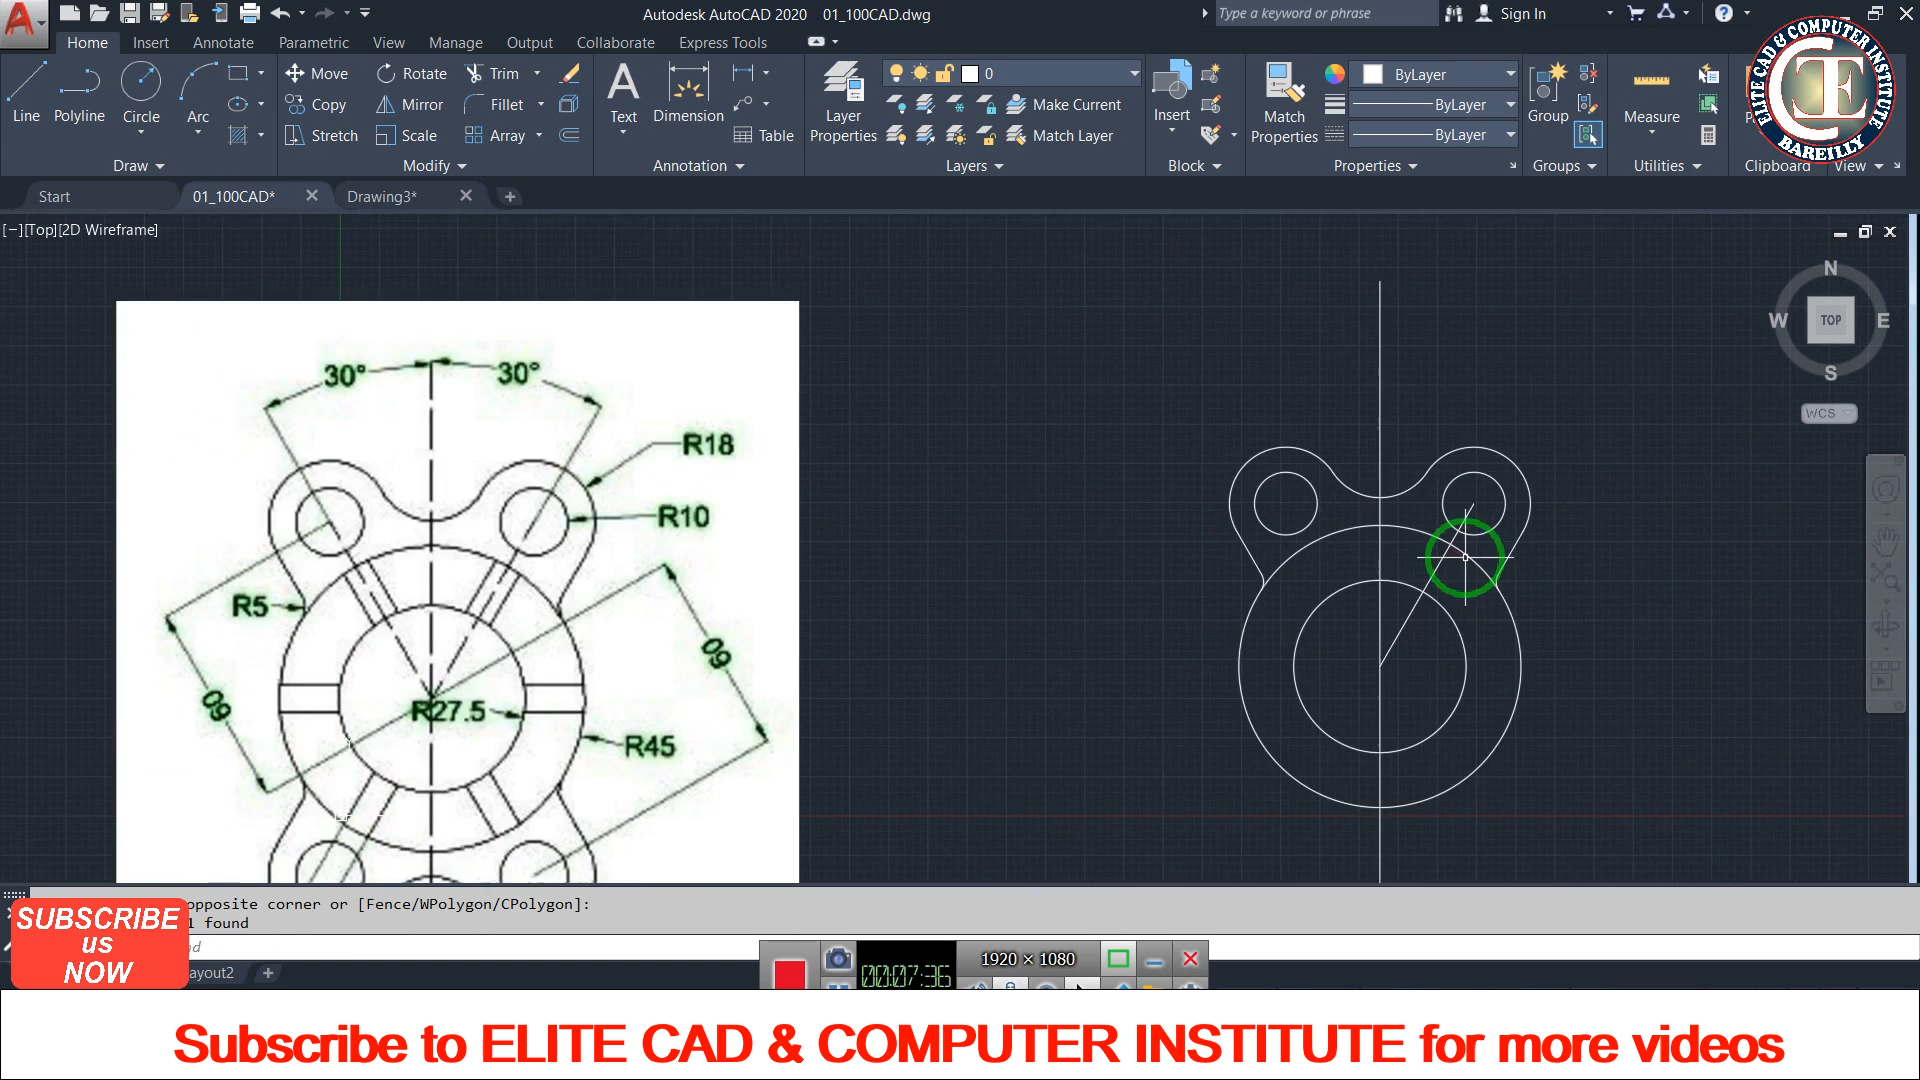 Autodesk AutoCAD 2020 01_100CAD.dwg
Type a keyword or phrase
Sign In
Home Insert Annotate Parametric View Manage Output Collaborate Express Tools
Line Polyline Circle Arc
Move Rotate Trim
Copy Mirror Fillet
Stretch Scale Array
Text Dimension Table
Layer Properties
0
Make Current
Match Layer
Insert
Match Properties
ByLayer
ByLayer
ByLayer
Group
Measure
Draw Modify Annotation Layers Block Properties Groups Utilities Clipboard View
ELITE CAD & COMPUTER INSTITUTE
BAREILLY
Start 01_100CAD* Drawing3*
[−][Top][2D Wireframe]
N
W TOP E
S
WCS
30° 30°
R18
R10
R5
60
60
R27.5
R45
opposite corner or [Fence/WPolygon/CPolygon]:
1 found
SUBSCRIBE
us
NOW
ayout2
1920 × 1080
00:07:36
Subscribe to ELITE CAD & COMPUTER INSTITUTE for more videos